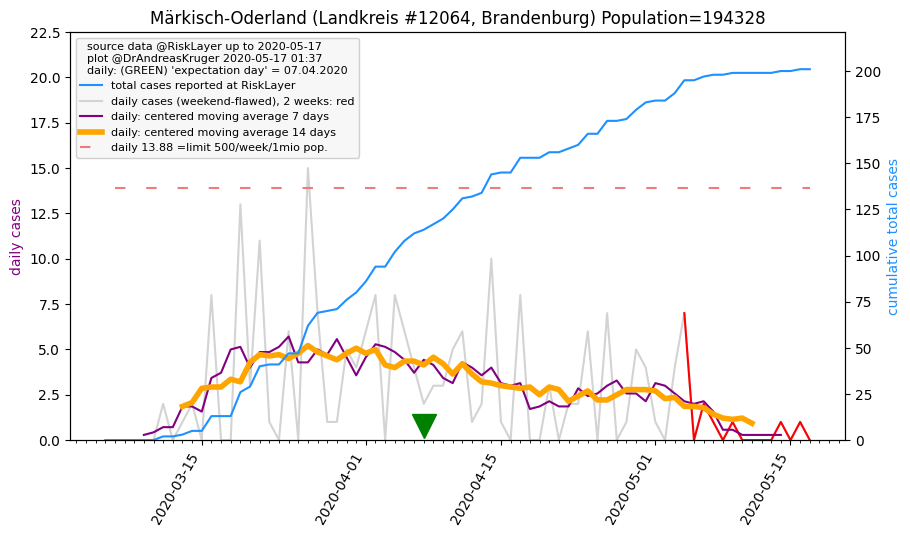 Märkisch-Oderland (Landkreis #12064, Brandenburg) Population=194328
source data @RiskLayer up to 2020-05-17
plot @DrAndreasKruger 2020-05-17 01:37
daily: (GREEN) 'expectation day' = 07.04.2020
total cases reported at RiskLayer
daily cases (weekend-flawed), 2 weeks: red
daily: centered moving average 7 days
daily: centered moving average 14 days
daily 13.88 =limit 500/week/1mio pop.
daily cases
22.5
20.0
17.5
15.0
12.5
10.0
7.5
5.0
2.5
0.0
cumulative total cases
200
175
150
125
100
75
50
25
0
2020-03-15
2020-04-01
2020-04-15
2020-05-01
2020-05-15